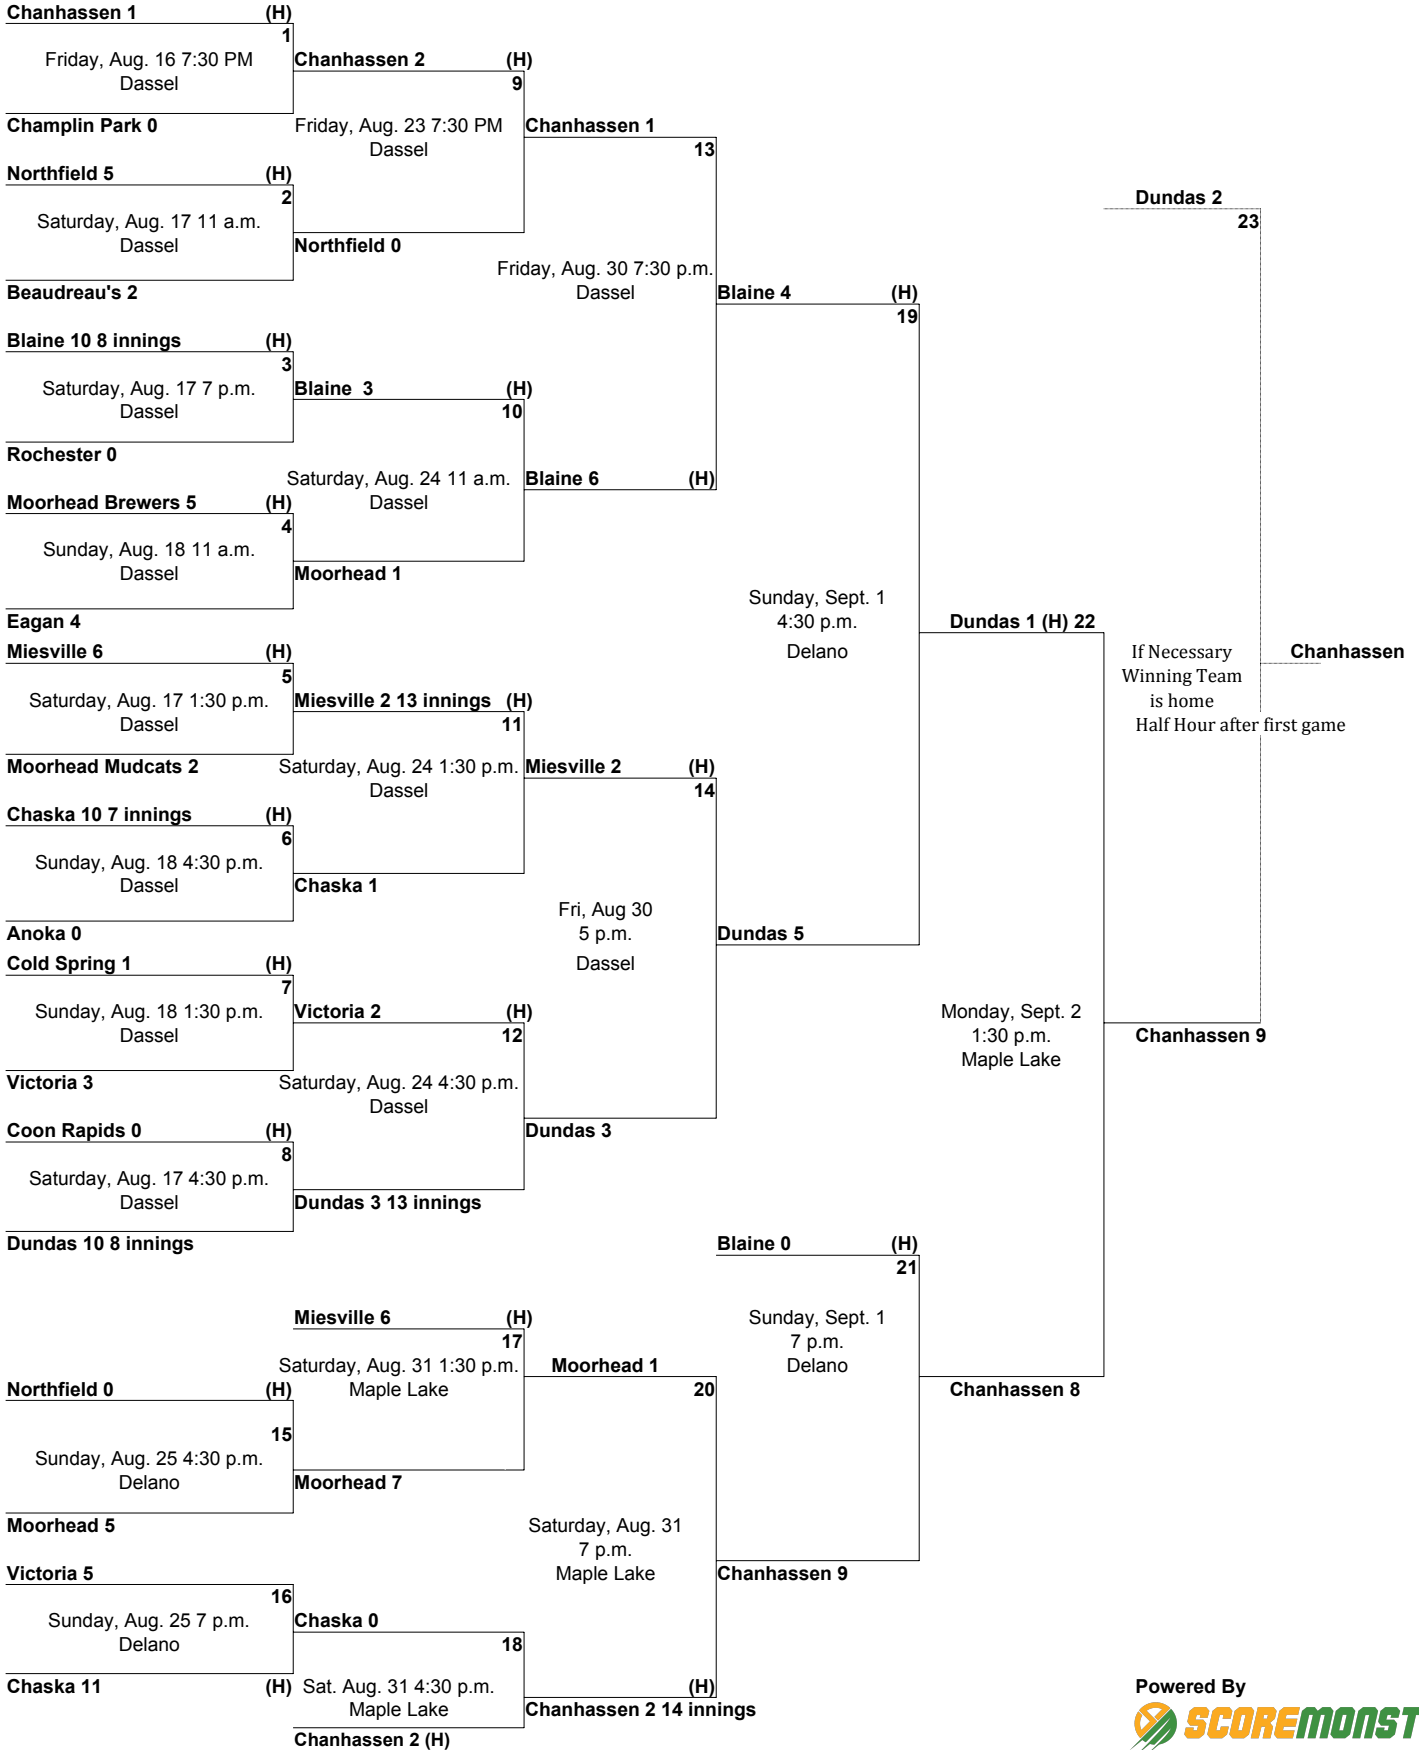 Chanhassen 1 (H)
1
Friday, Aug. 16 7:30 PM
Dassel
Champlin Park 0
Northfield 5 (H)
2
Saturday, Aug. 17 11 a.m.
Dassel
Beaudreau's 2
Blaine 10 8 innings (H)
3
Saturday, Aug. 17 7 p.m.
Dassel
Rochester 0
Moorhead Brewers 5 (H)
4
Sunday, Aug. 18 11 a.m.
Dassel
Eagan 4
Miesville 6 (H)
5
Saturday, Aug. 17 1:30 p.m.
Dassel
Moorhead Mudcats 2
Chaska 10 7 innings (H)
6
Sunday, Aug. 18 4:30 p.m.
Dassel
Anoka 0
Cold Spring 1 (H)
7
Sunday, Aug. 18 1:30 p.m.
Dassel
Victoria 3
Coon Rapids 0 (H)
8
Saturday, Aug. 17 4:30 p.m.
Dassel
Dundas 10 8 innings
Chanhassen 2 (H)
9
Friday, Aug. 23 7:30 PM
Dassel
Northfield 0
Blaine 3 (H)
10
Saturday, Aug. 24 11 a.m.
Dassel
Moorhead 1
Miesville 2 13 innings (H)
11
Saturday, Aug. 24 1:30 p.m.
Dassel
Chaska 1
Victoria 2 (H)
12
Saturday, Aug. 24 4:30 p.m.
Dassel
Dundas 3 13 innings
Chanhassen 1
13
Friday, Aug. 30 7:30 p.m.
Dassel
Blaine 6 (H)
Miesville 2 (H)
14
Fri, Aug 30
5 p.m.
Dassel
Dundas 3
Blaine 4 (H)
19
Sunday, Sept. 1
4:30 p.m.
Delano
Dundas 5
Northfield 0 (H)
15
Sunday, Aug. 25 4:30 p.m.
Delano
Moorhead 5
Victoria 5
16
Sunday, Aug. 25 7 p.m.
Delano
Chaska 11 (H)
Miesville 6 (H)
17
Saturday, Aug. 31 1:30 p.m.
Maple Lake
Moorhead 7
Chaska 0
18
Sat. Aug. 31 4:30 p.m.
Maple Lake
Chanhassen 2 (H)
Moorhead 1
20
Saturday, Aug. 31
7 p.m.
Maple Lake
(H)
Chanhassen 2 14 innings
Blaine 0 (H)
21
Sunday, Sept. 1
7 p.m.
Delano
Chanhassen 9
Dundas 1 (H) 22
Monday, Sept. 2
1:30 p.m.
Maple Lake
Chanhassen 8
Dundas 2
23
If Necessary
Winning Team
is home
Half Hour after first game
Chanhassen 9
Chanhassen
Powered By
SCOREMONST